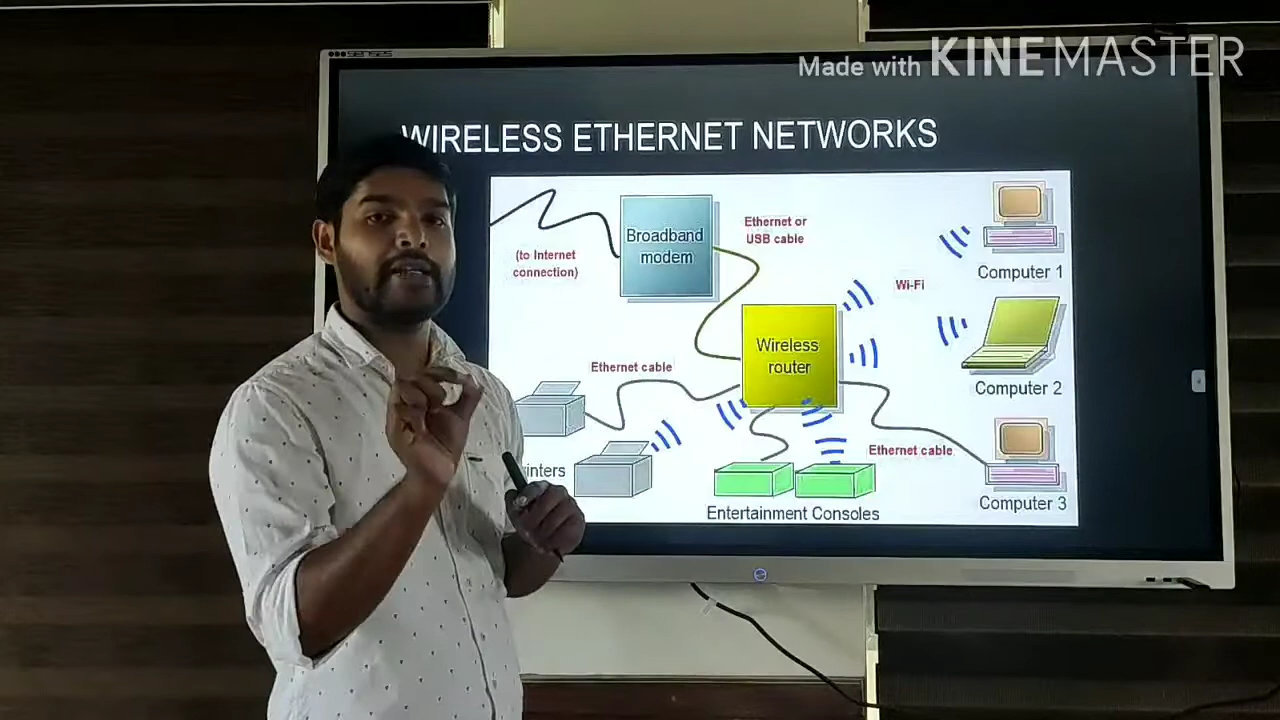 Made with KINEMASTER
WIRELESS ETHERNET NETWORKS
(to Internet
connection)
Broadband
modem
Ethernet or
USB cable
Wi-Fi
Computer 1
Wireless
router
Ethernet cable
Computer 2
Ethernet cable
Entertainment Consoles
Computer 3